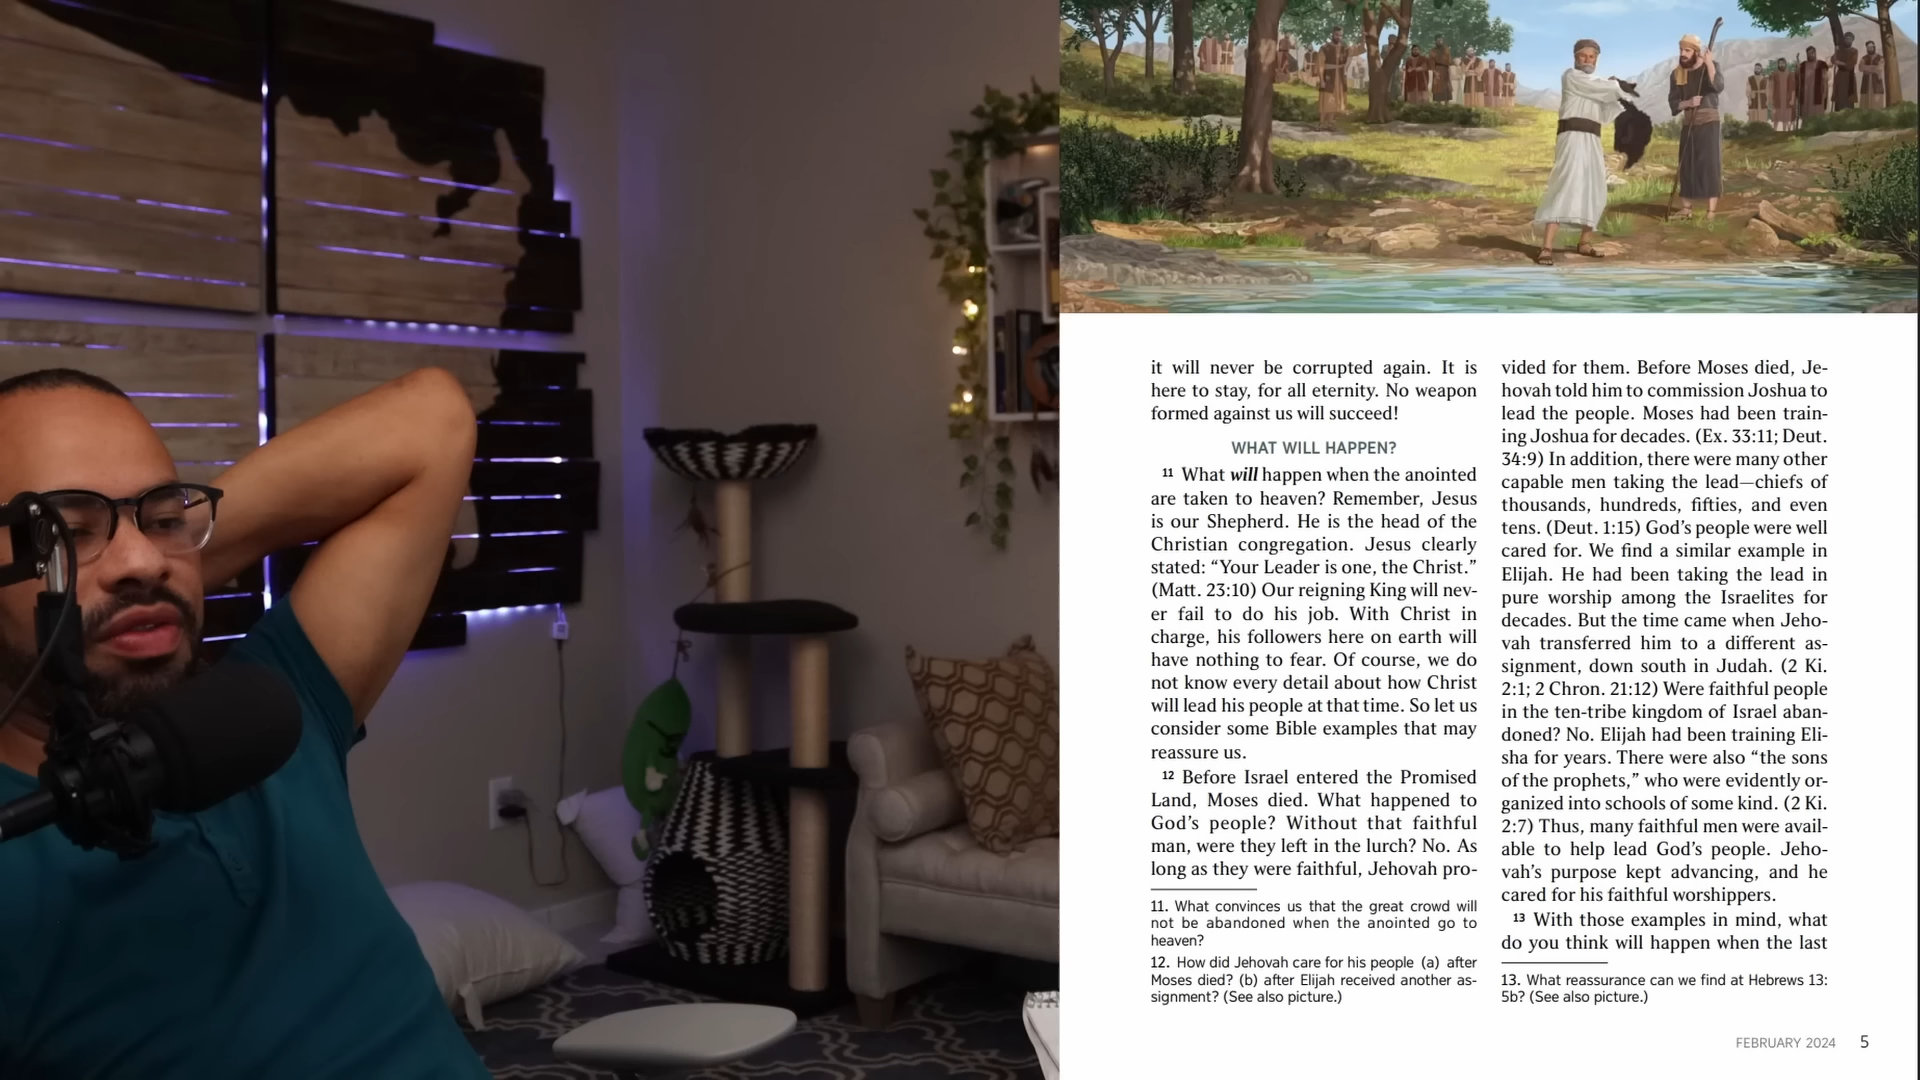 it will never be corrupted again. It is
here to stay, for all eternity. No weapon
formed against us will succeed!
WHAT WILL HAPPEN?
11 What will happen when the anointed
are taken to heaven? Remember, Jesus
is our Shepherd. He is the head of the
Christian congregation. Jesus clearly
stated: “Your Leader is one, the Christ.”
(Matt. 23:10) Our reigning King will nev-
er fail to do his job. With Christ in
charge, his followers here on earth will
have nothing to fear. Of course, we do
not know every detail about how Christ
will lead his people at that time. So let us
consider some Bible examples that may
reassure us.
12 Before Israel entered the Promised
Land, Moses died. What happened to
God’s people? Without that faithful
man, were they left in the lurch? No. As
long as they were faithful, Jehovah pro-
11. What convinces us that the great crowd will
not be abandoned when the anointed go to
heaven?
12. How did Jehovah care for his people (a) after
Moses died? (b) after Elijah received another as-
signment? (See also picture.)
vided for them. Before Moses died, Je-
hovah told him to commission Joshua to
lead the people. Moses had been train-
ing Joshua for decades. (Ex. 33:11; Deut.
34:9) In addition, there were many other
capable men taking the lead—chiefs of
thousands, hundreds, fifties, and even
tens. (Deut. 1:15) God’s people were well
cared for. We find a similar example in
Elijah. He had been taking the lead in
pure worship among the Israelites for
decades. But the time came when Jeho-
vah transferred him to a different as-
signment, down south in Judah. (2 Ki.
2:1; 2 Chron. 21:12) Were faithful people
in the ten-tribe kingdom of Israel aban-
doned? No. Elijah had been training Eli-
sha for years. There were also “the sons
of the prophets,” who were evidently or-
ganized into schools of some kind. (2 Ki.
2:7) Thus, many faithful men were avail-
able to help lead God’s people. Jeho-
vah’s purpose kept advancing, and he
cared for his faithful worshippers.
13 With those examples in mind, what
do you think will happen when the last
13. What reassurance can we find at Hebrews 13:
5b? (See also picture.)
FEBRUARY 2024 5